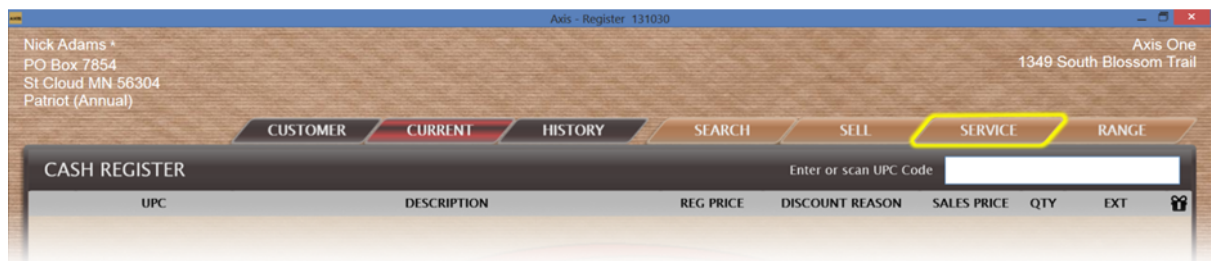 AXIS
Axis - Register 131030
Nick Adams *
PO Box 7854
St Cloud MN 56304
Patriot (Annual)
Axis One
1349 South Blossom Trail
CUSTOMER CURRENT HISTORY SEARCH SELL SERVICE RANGE
CASH REGISTER Enter or scan UPC Code
UPC DESCRIPTION REG PRICE DISCOUNT REASON SALES PRICE QTY EXT